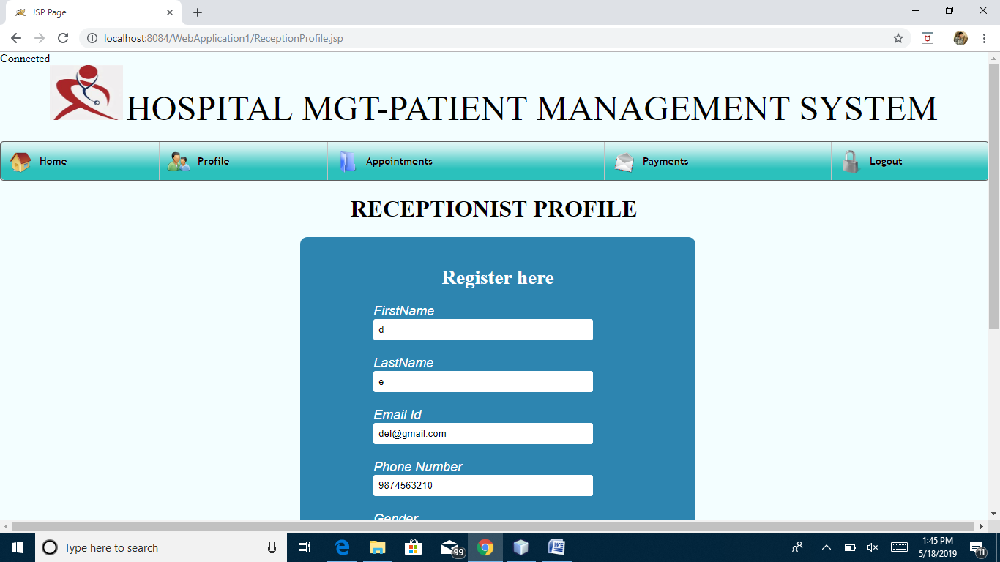 JSP Page
localhost:8084/WebApplication1/ReceptionProfile.jsp
Connected
HOSPITAL MGT-PATIENT MANAGEMENT SYSTEM
Home Profile Appointments Payments Logout
RECEPTIONIST PROFILE
Register here
FirstName
d
LastName
e
Email Id
def@gmail.com
Phone Number
9874563210
Gender
Type here to search
99
1:45 PM
5/18/2019
11